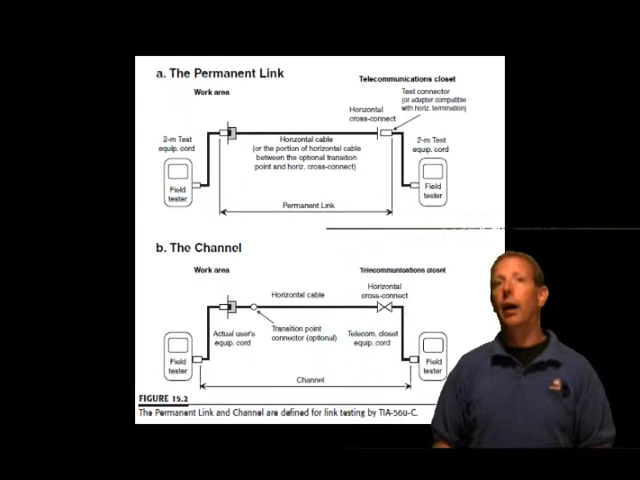 a. The Permanent Link
Telecommunications closet
Work area
Test connector
(or adapter compatible
with horiz. termination)
Horizontal
cross-connect
2-m Test
equip. cord
Horizontal cable
(or the portion of horizontal cable
between the optional transition
point and horiz. cross-connect)
2-m Test
equip. cord
Field
tester
Field
tester
Permanent Link
b. The Channel
Work area
Telecommunications closet
Horizontal
cross-connect
Horizontal cable
Actual user's
equip. cord
Transition point
connector (optional)
Telecom. closet
equip. cord
Field
tester
Field
tester
Channel
FIGURE 15.2
The Permanent Link and Channel are defined for link testing by TIA-568-C.